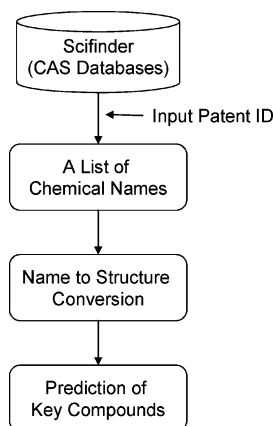 Scifinder
(CAS Databases)
Input Patent ID
A List of
Chemical Names
Name to Structure
Conversion
Prediction of
Key Compounds